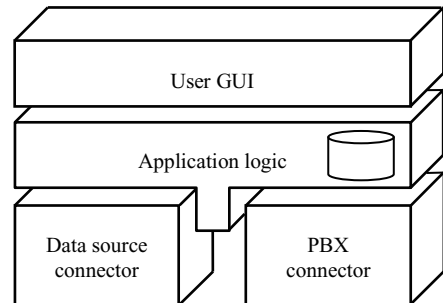 User GUI
Application logic
Data source
connector
PBX
connector